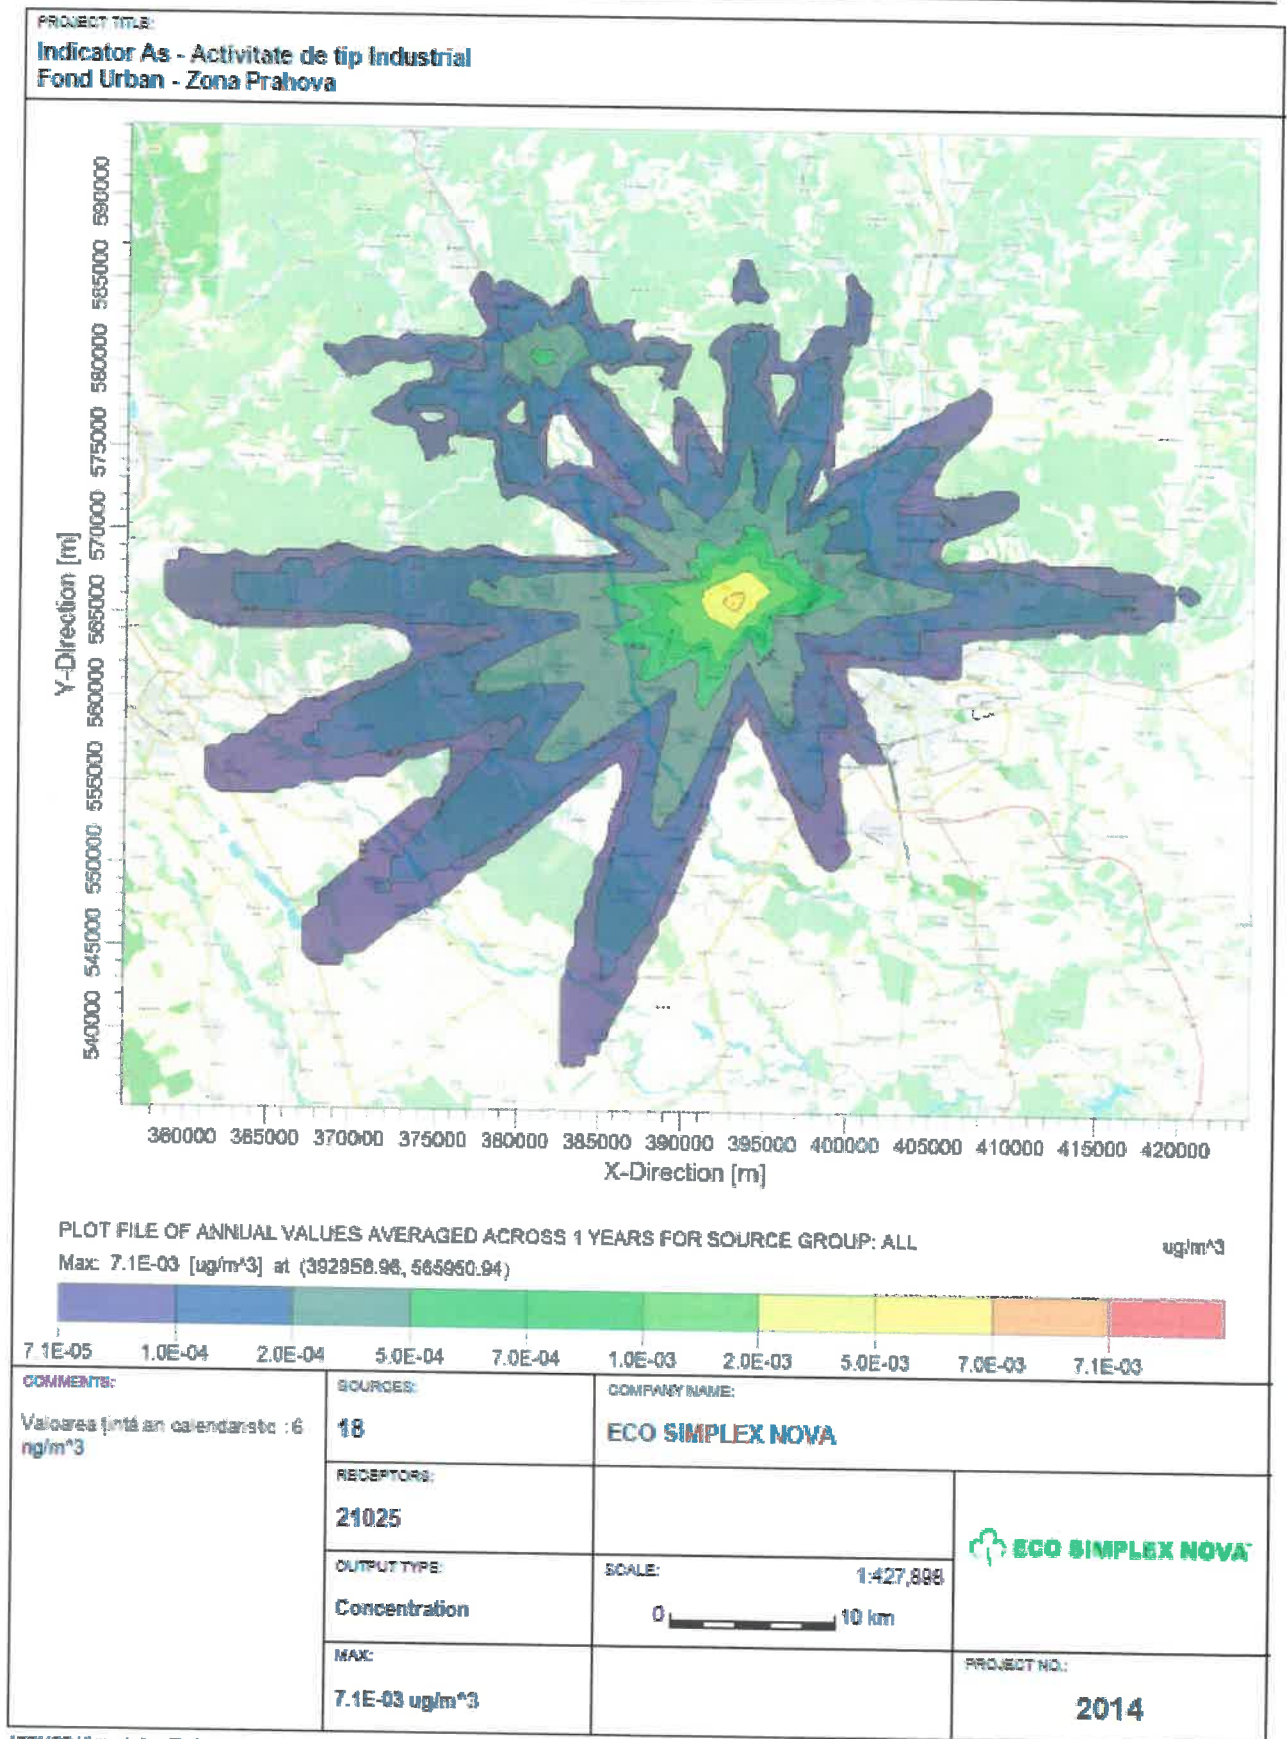 PROJECT TITLE:
Indicator As - Activitate de tip Industrial
Fond Urban - Zona Prahova
Y-Direction [m]
590000
585000
580000
575000
570000
565000
560000
555000
550000
545000
540000
360000 365000 370000 375000 380000 385000 390000 395000 400000 405000 410000 415000 420000
X-Direction [m]
PLOT FILE OF ANNUAL VALUES AVERAGED ACROSS 1 YEARS FOR SOURCE GROUP: ALL
ug/m^3
Max: 7.1E-03 [ug/m^3] at (392958.96, 565950.94)
7.1E-05 1.0E-04 2.0E-04 5.0E-04 7.0E-04 1.0E-03 2.0E-03 5.0E-03 7.0E-03 7.1E-03
COMMENTS:
Valoarea țintă an calendaristic : 6
ng/m^3
SOURCES:
18
COMPANY NAME:
ECO SIMPLEX NOVA
RECEPTORS:
21025
OUTPUT TYPE:
Concentration
SCALE:
1:427,898
0 10 km
ECO SIMPLEX NOVA
MAX:
7.1E-03 ug/m^3
PROJECT NO.:
2014